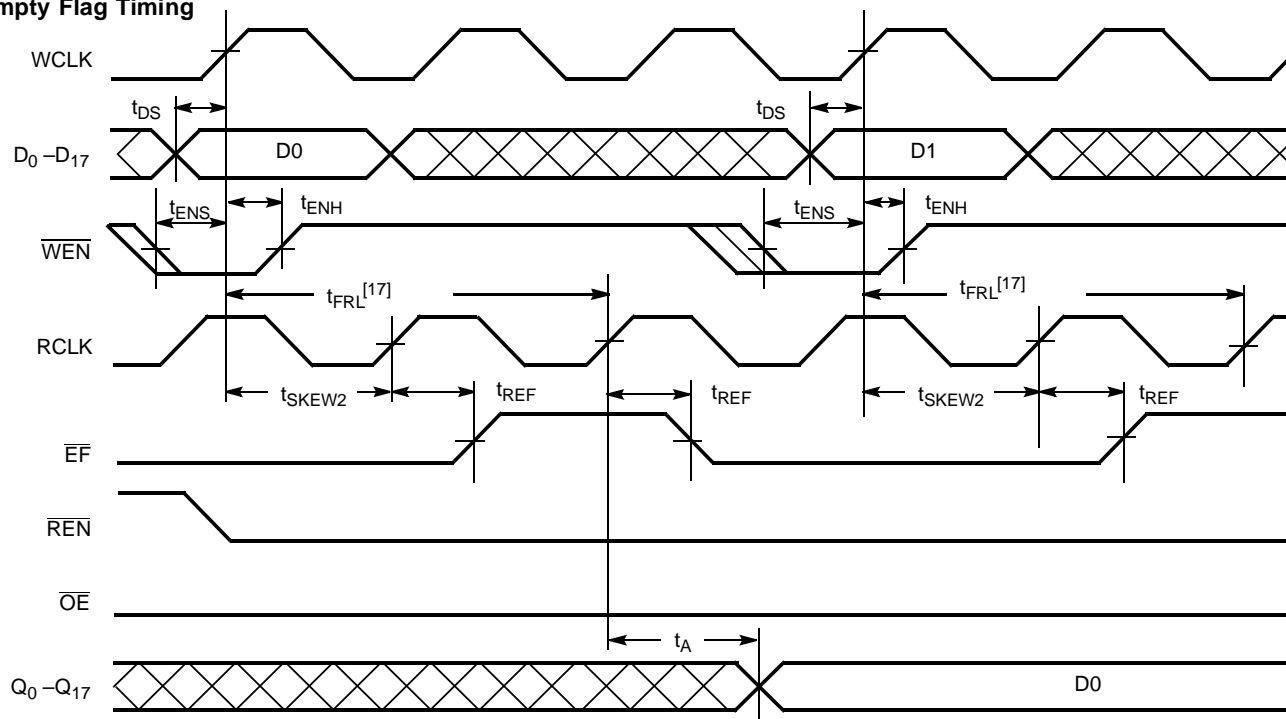 mpty Flag Timing
WCLK
tDS
tDS
D0 –D17
D0
D1
tENS
tENH
tENS
tENH
WEN
tFRL[17]
tFRL[17]
RCLK
tSKEW2
tREF
tREF
tSKEW2
tREF
EF
REN
OE
tA
Q0 –Q17
D0